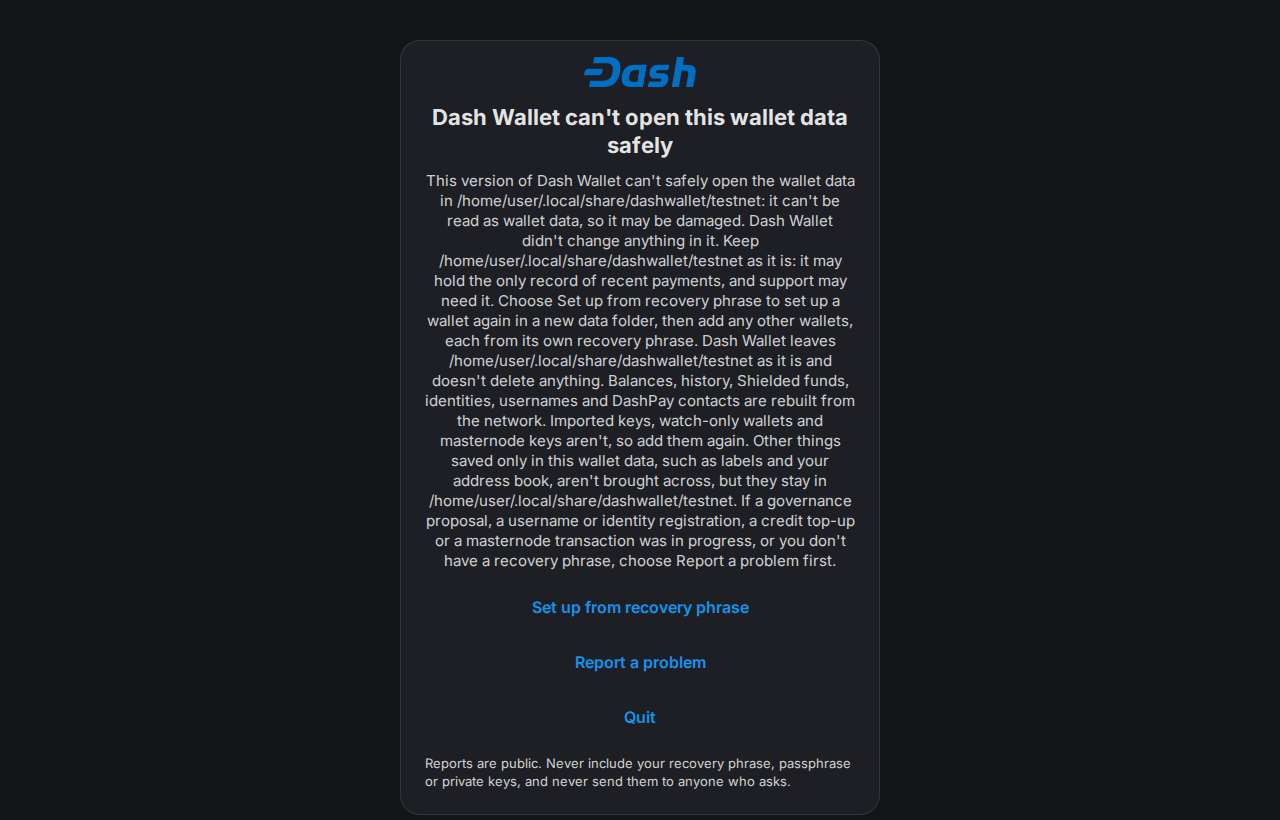 Dash
Dash Wallet can't open this wallet data
safely
This version of Dash Wallet can't safely open the wallet data
in /home/user/.local/share/dashwallet/testnet: it can't be
read as wallet data, so it may be damaged. Dash Wallet
didn't change anything in it. Keep
/home/user/.local/share/dashwallet/testnet as it is: it may
hold the only record of recent payments, and support may
need it. Choose Set up from recovery phrase to set up a
wallet again in a new data folder, then add any other wallets,
each from its own recovery phrase. Dash Wallet leaves
/home/user/.local/share/dashwallet/testnet as it is and
doesn't delete anything. Balances, history, Shielded funds,
identities, usernames and DashPay contacts are rebuilt from
the network. Imported keys, watch-only wallets and
masternode keys aren't, so add them again. Other things
saved only in this wallet data, such as labels and your
address book, aren't brought across, but they stay in
/home/user/.local/share/dashwallet/testnet. If a governance
proposal, a username or identity registration, a credit top-up
or a masternode transaction was in progress, or you don't
have a recovery phrase, choose Report a problem first.
Set up from recovery phrase
Report a problem
Quit
Reports are public. Never include your recovery phrase, passphrase
or private keys, and never send them to anyone who asks.